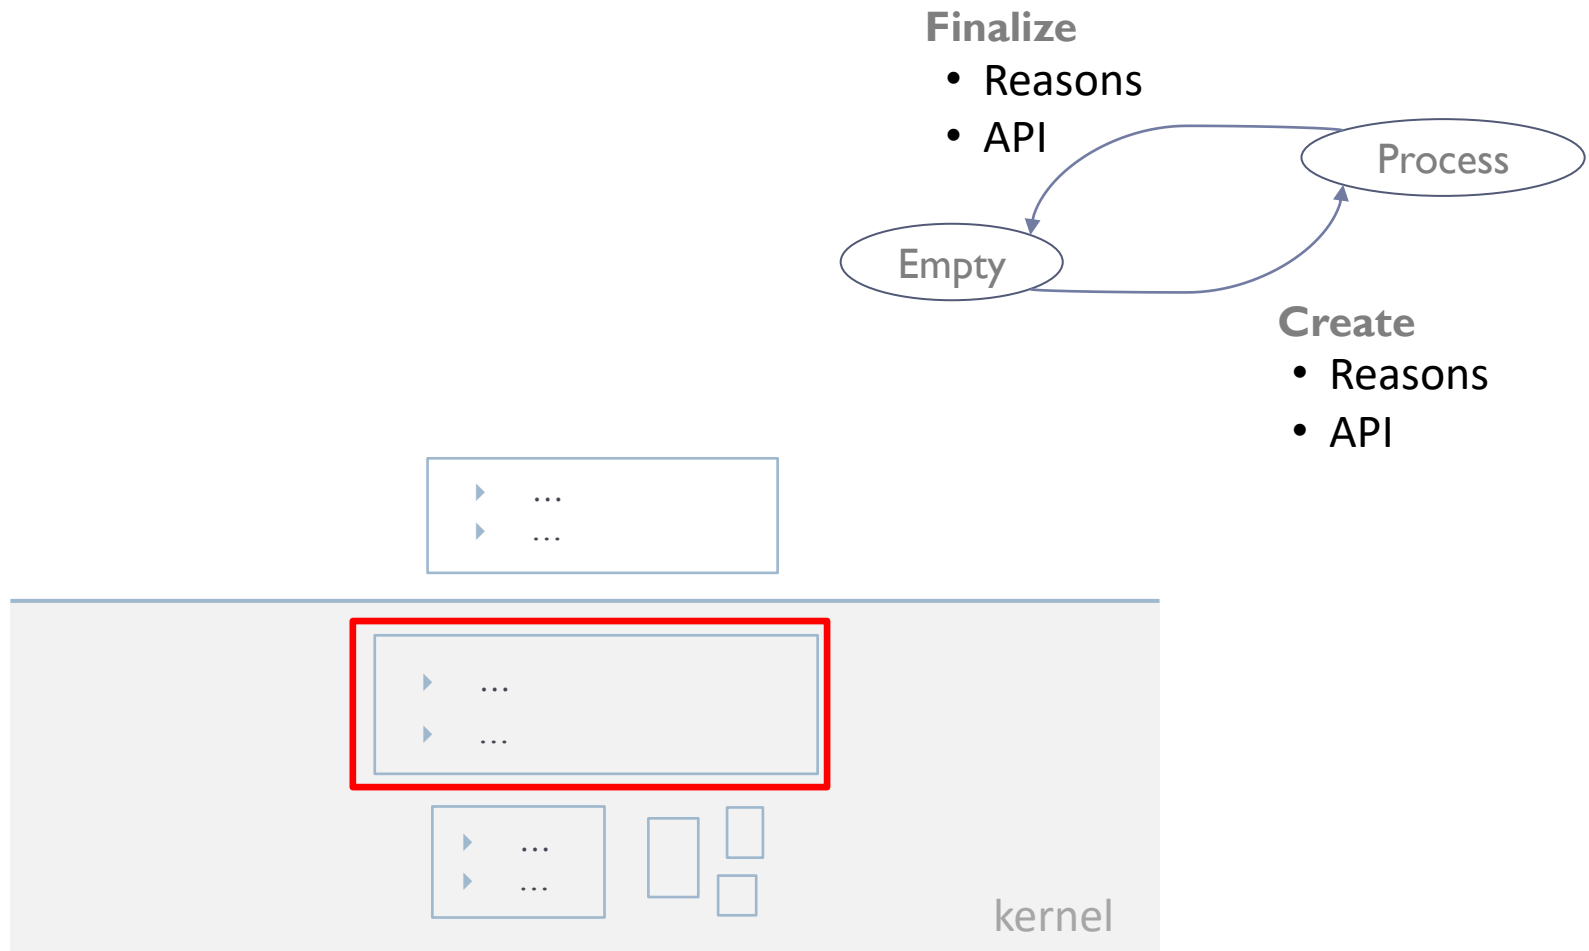 Finalize
• Reasons
• API
Process
Empty
Create
• Reasons
• API
...
...
...
...
...
...
kernel